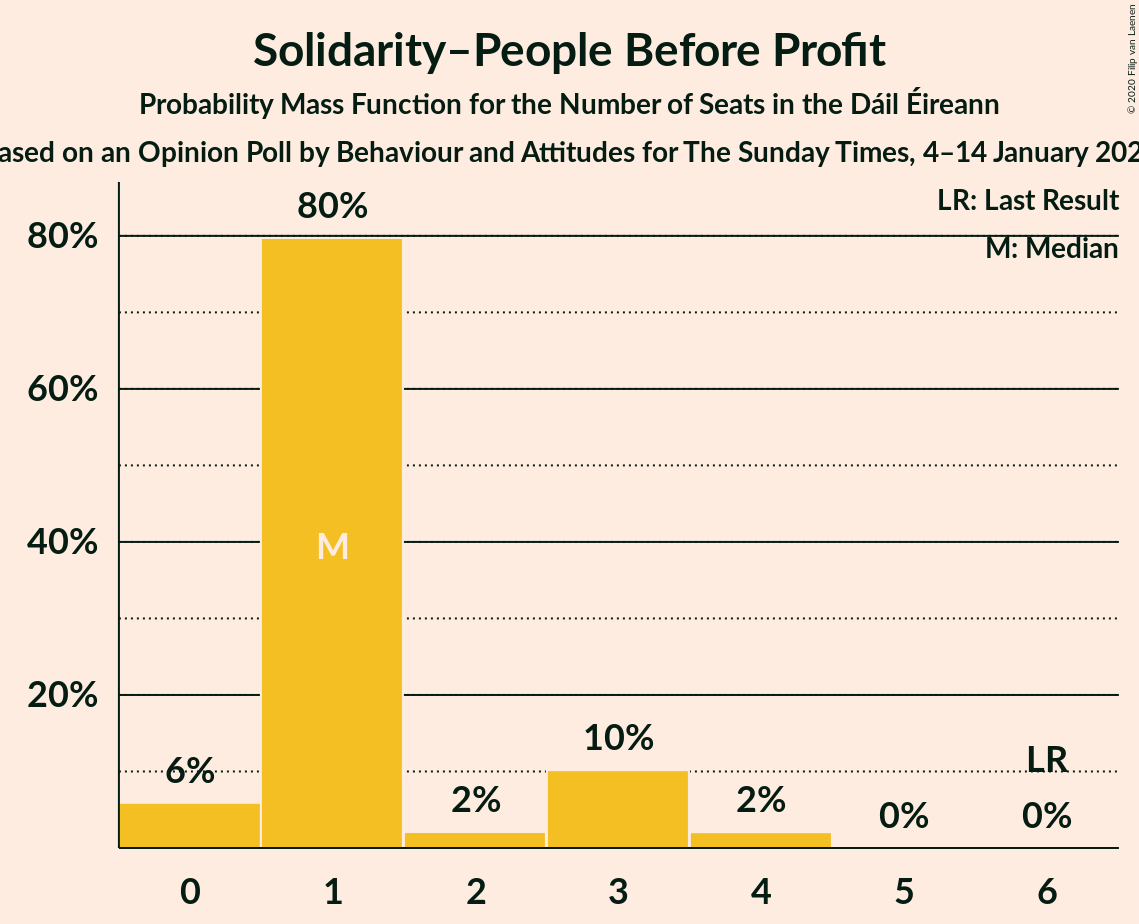 Solidarity–People Before Profit
Probability Mass Function for the Number of Seats in the Dáil Éireann
ased on an Opinion Poll by Behaviour and Attitudes for The Sunday Times, 4–14 January 202
© 2020 Filip van Laenen
LR: Last Result
M: Median
80%
60%
40%
20%
6%
80%
M
2%
10%
2%
0%
LR
0%
0 1 2 3 4 5 6